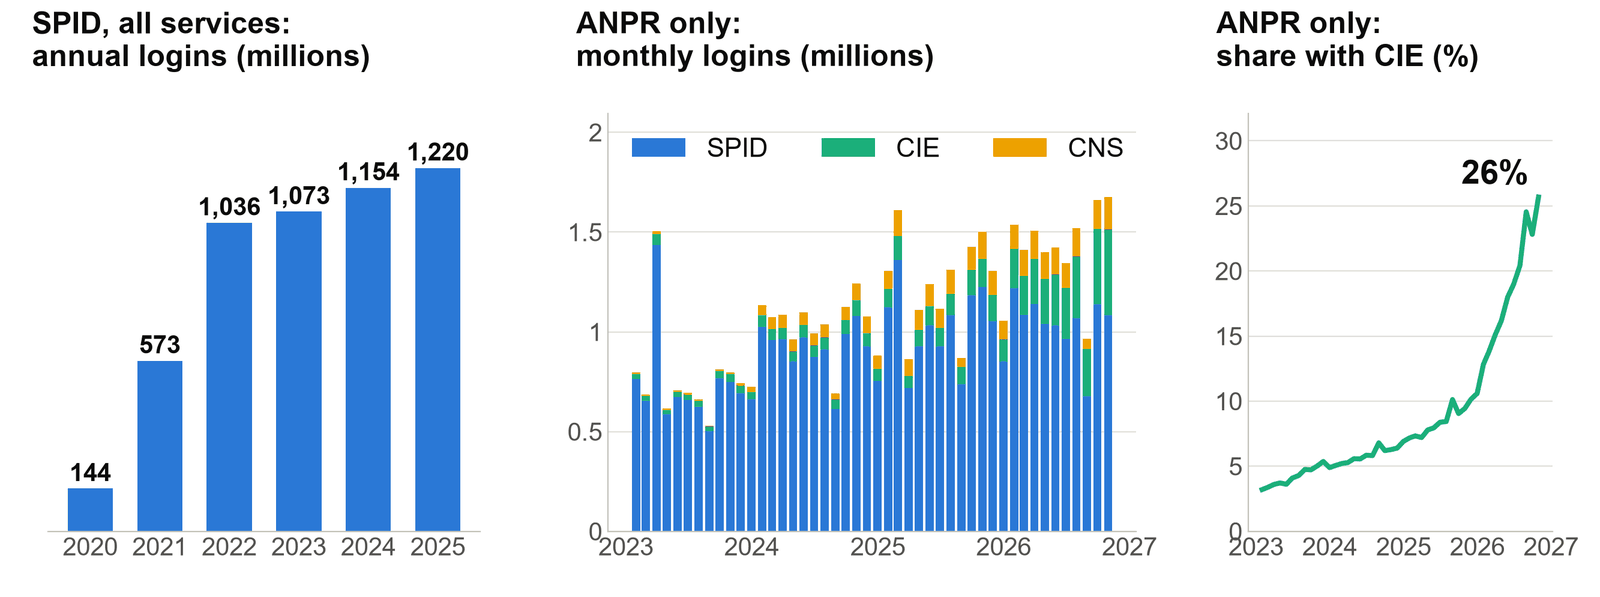 SPID, all services:
annual logins (millions)
1,220
1,154
1,073
1,036
573
144
2020 2021 2022 2023 2024 2025
ANPR only:
monthly logins (millions)
SPID CIE CNS
2
1.5
1
0.5
0
2023 2024 2025 2026 2027
ANPR only:
share with CIE (%)
30
26%
25
20
15
10
5
0
2023 2024 2025 2026 2027